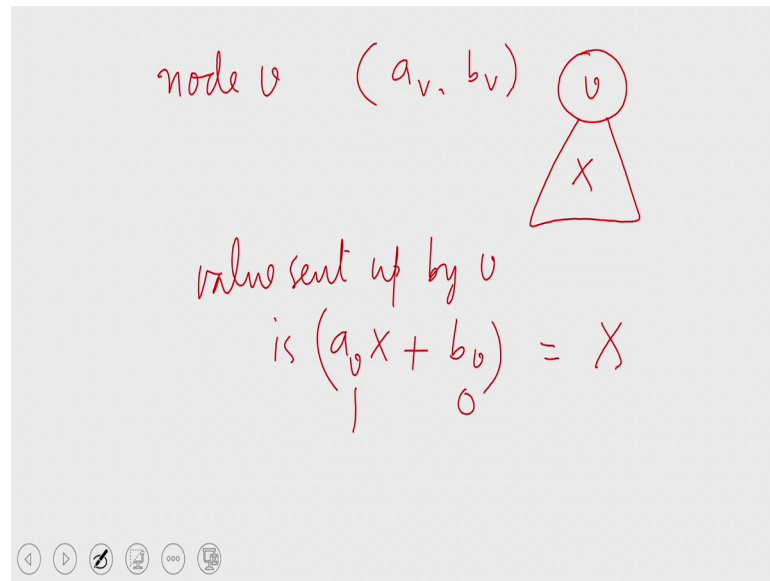 node v (a_v, b_v) v
X
value sent up by v
is (a_v X + b_v) = X
1 0